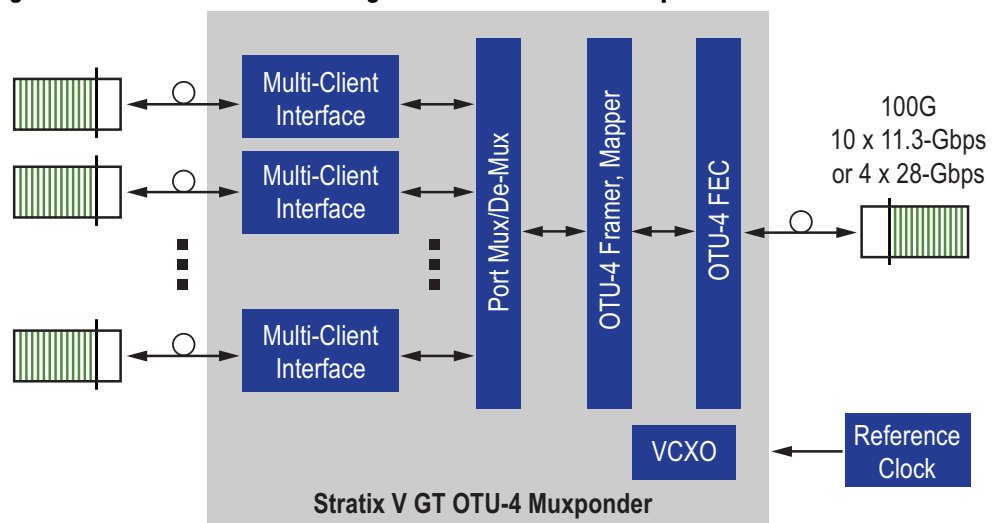 Multi-Client
Interface
Multi-Client
Interface
Multi-Client
Interface
Port Mux/De-Mux
OTU-4 Framer, Mapper
OTU-4 FEC
100G
10 x 11.3-Gbps
or 4 x 28-Gbps
VCXO
Reference
Clock
Stratix V GT OTU-4 Muxponder